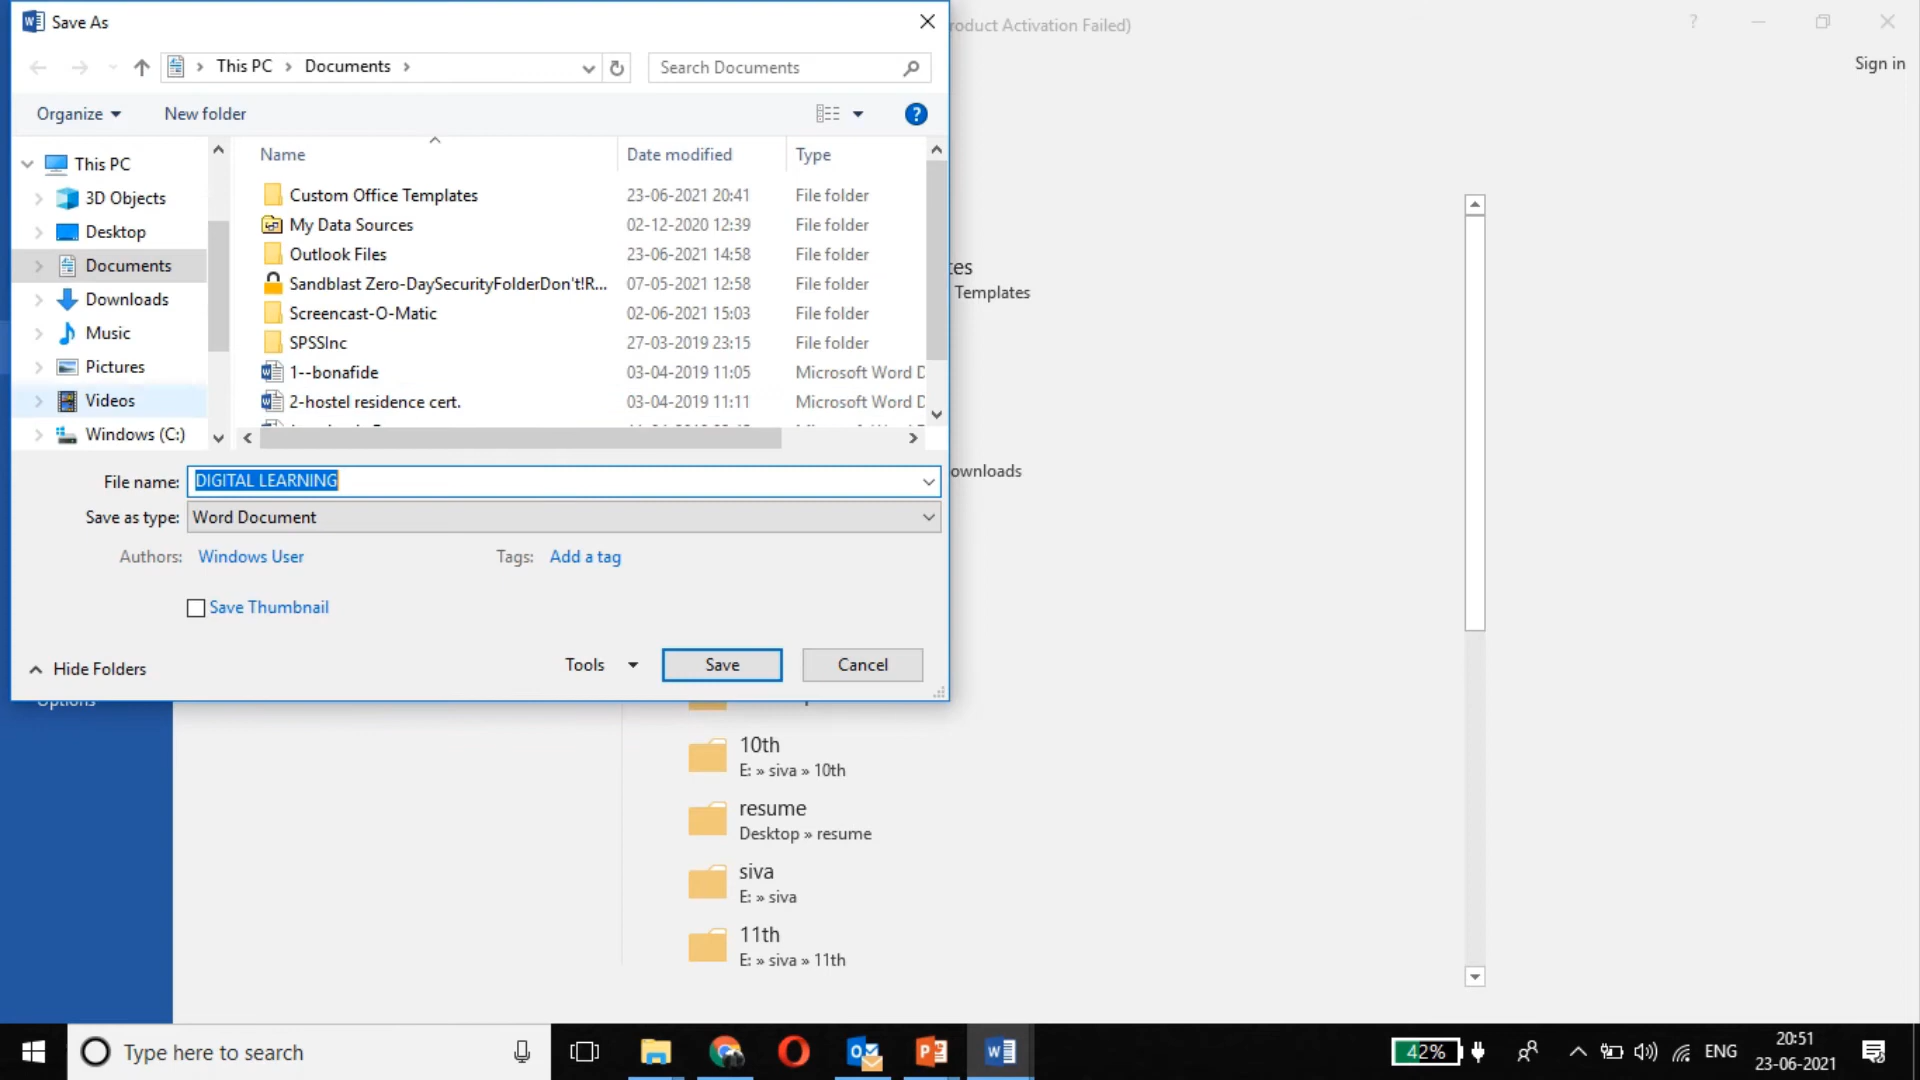 Save As
roduct Activation Failed)
Sign in
This PC > Documents >
Search Documents
Organize
New folder
This PC
3D Objects
Desktop
Documents
Downloads
Music
Pictures
Videos
Windows (C:)
Name Date modified Type
Custom Office Templates 23-06-2021 20:41 File folder
My Data Sources 02-12-2020 12:39 File folder
Outlook Files 23-06-2021 14:58 File folder
Sandblast Zero-DaySecurityFolderDon't!R... 07-05-2021 12:58 File folder
Screencast-O-Matic 02-06-2021 15:03 File folder
SPSSInc 27-03-2019 23:15 File folder
1--bonafide 03-04-2019 11:05 Microsoft Word D
2-hostel residence cert. 03-04-2019 11:11 Microsoft Word D
File name: DIGITAL LEARNING
Save as type: Word Document
Authors: Windows User
Tags: Add a tag
Save Thumbnail
Hide Folders
Tools
Save
Cancel
Templates
ownloads
Options
10th
E: » siva » 10th
resume
Desktop » resume
siva
E: » siva
11th
E: » siva » 11th
Type here to search
42%
ENG
20:51
23-06-2021